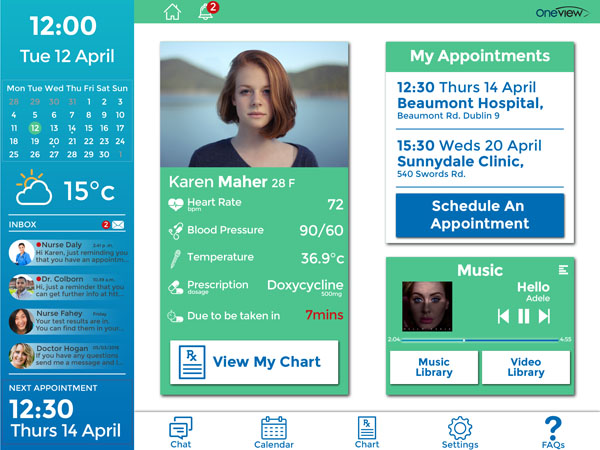 12:00
Tue 12 April
Mon Tue Wed Thu Fri Sat Sun
28 29 30 31 1 2 3
4 5 6 7 8 9 10
11 12 13 14 15 16 17
18 19 20 21 22 23 24
25 26 27 28 29 30 1
15°c
INBOX
2
Nurse Daly
Hi Karen, just reminding you
that you have an appointm...
Dr. Colborn
Hi, just a reminder that you
can get further info at htt...
Nurse Fahey Friday
Your test results are in.
You can find them in your...
Doctor Hogan
If you have any questions
send me a message and I...
NEXT APPOINTMENT
12:30
Thurs 14 April
2
Oneview
Karen Maher 28 F
Heart Rate 72
bpm
Blood Pressure 90/60
Temperature 36.9°c
Prescription Doxycycline
dosage 500mg
Due to be taken in 7mins
Rx View My Chart
My Appointments
12:30 Thurs 14 April
Beaumont Hospital,
Beaumont Rd. Dublin 9
15:30 Weds 20 April
Sunnydale Clinic,
540 Swords Rd.
Schedule An
Appointment
Music
Hello
Adele
2:04 4:55
Music
Library
Video
Library
Chat
Calendar
Rx
Chart
Settings
?
FAQs